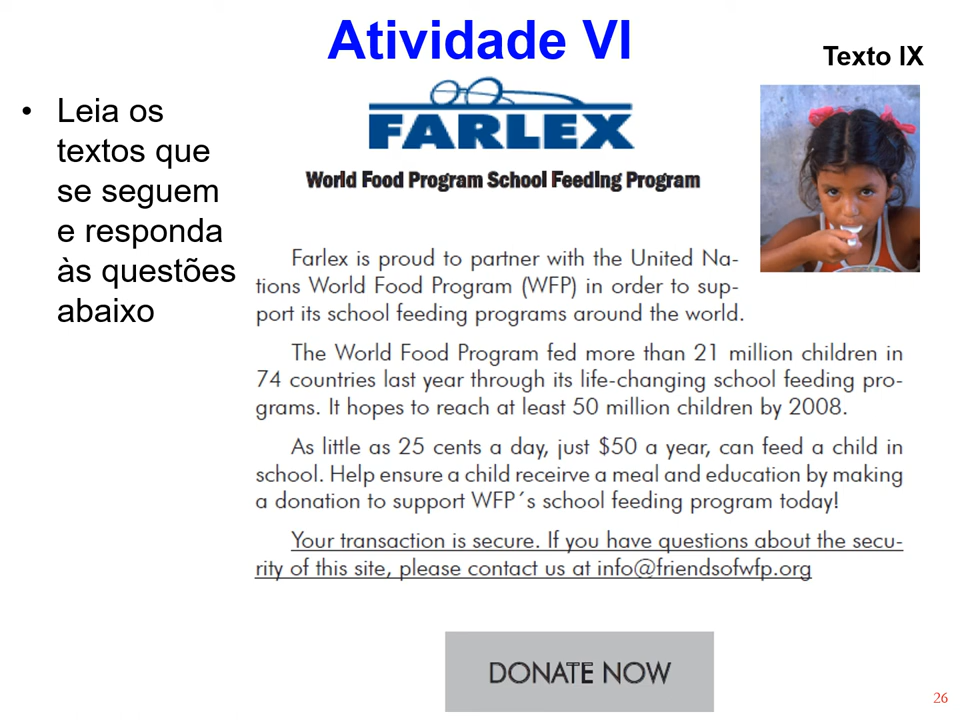 Atividade VI
Texto IX
• Leia os
textos que
se seguem
e responda
às questões
abaixo
FARLEX
World Food Program School Feeding Program
Farlex is proud to partner with the United Na-
tions World Food Program (WFP) in order to sup-
port its school feeding programs around the world.
The World Food Program fed more than 21 million children in
74 countries last year through its life-changing school feeding pro-
grams. It hopes to reach at least 50 million children by 2008.
As little as 25 cents a day, just $50 a year, can feed a child in
school. Help ensure a child receirve a meal and education by making
a donation to support WFP´s school feeding program today!
Your transaction is secure. If you have questions about the secu-
rity of this site, please contact us at info@friendsofwfp.org
DONATE NOW
26